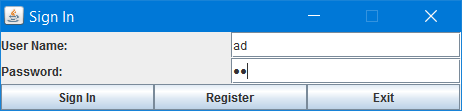 Sign In
User Name: ad
Password: ●●
Sign In Register Exit